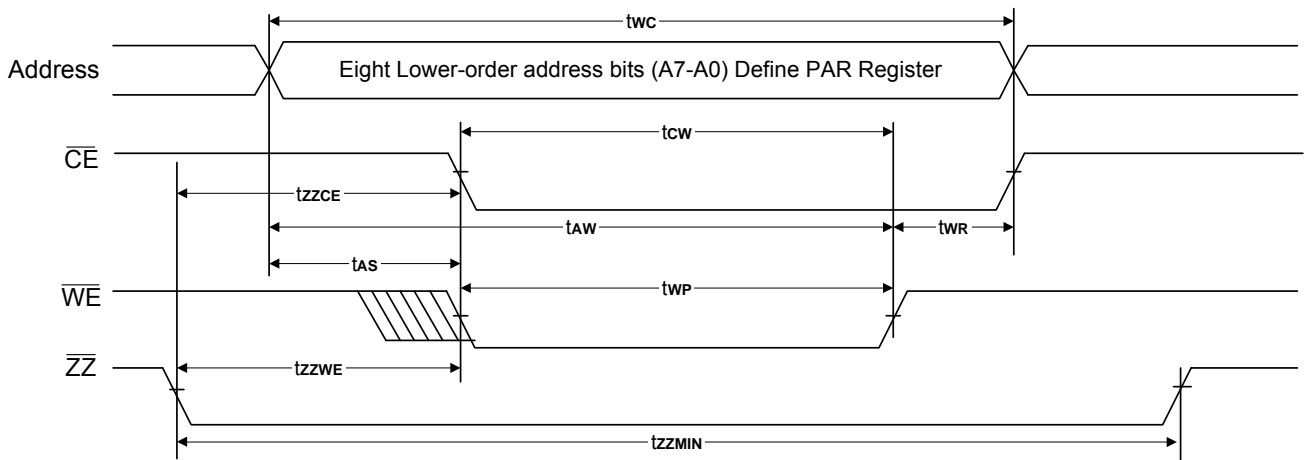 tWC
Address
Eight Lower-order address bits (A7-A0) Define PAR Register
tCW
CE
tZZCE
tAW
tWR
tAS
WE
tWP
ZZ
tZZWE
tZZMIN